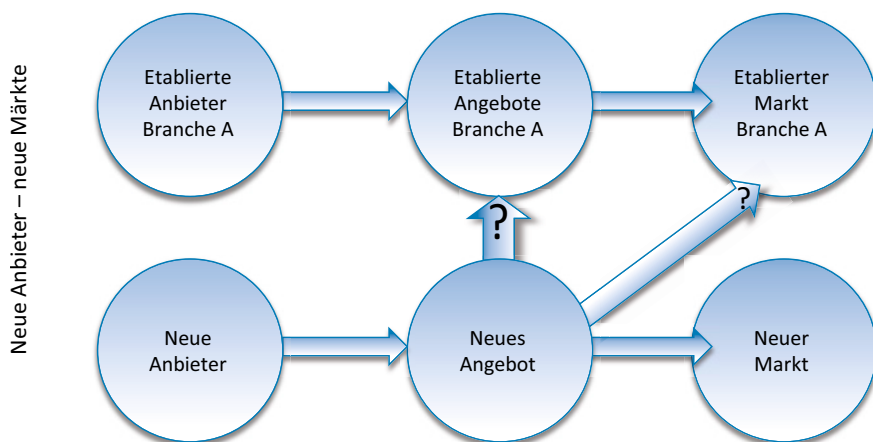 Neue Anbieter – neue Märkte
Etablierte
Anbieter
Branche A
Etablierte
Angebote
Branche A
Etablierter
Markt
Branche A
?
?
Neue
Anbieter
Neues
Angebot
Neuer
Markt